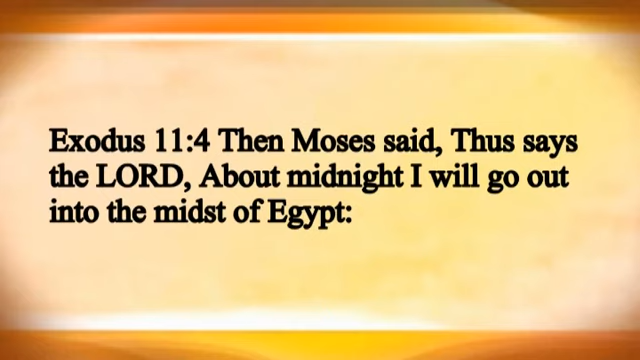 Exodus 11:4 Then Moses said, Thus says
the LORD, About midnight I will go out
into the midst of Egypt: